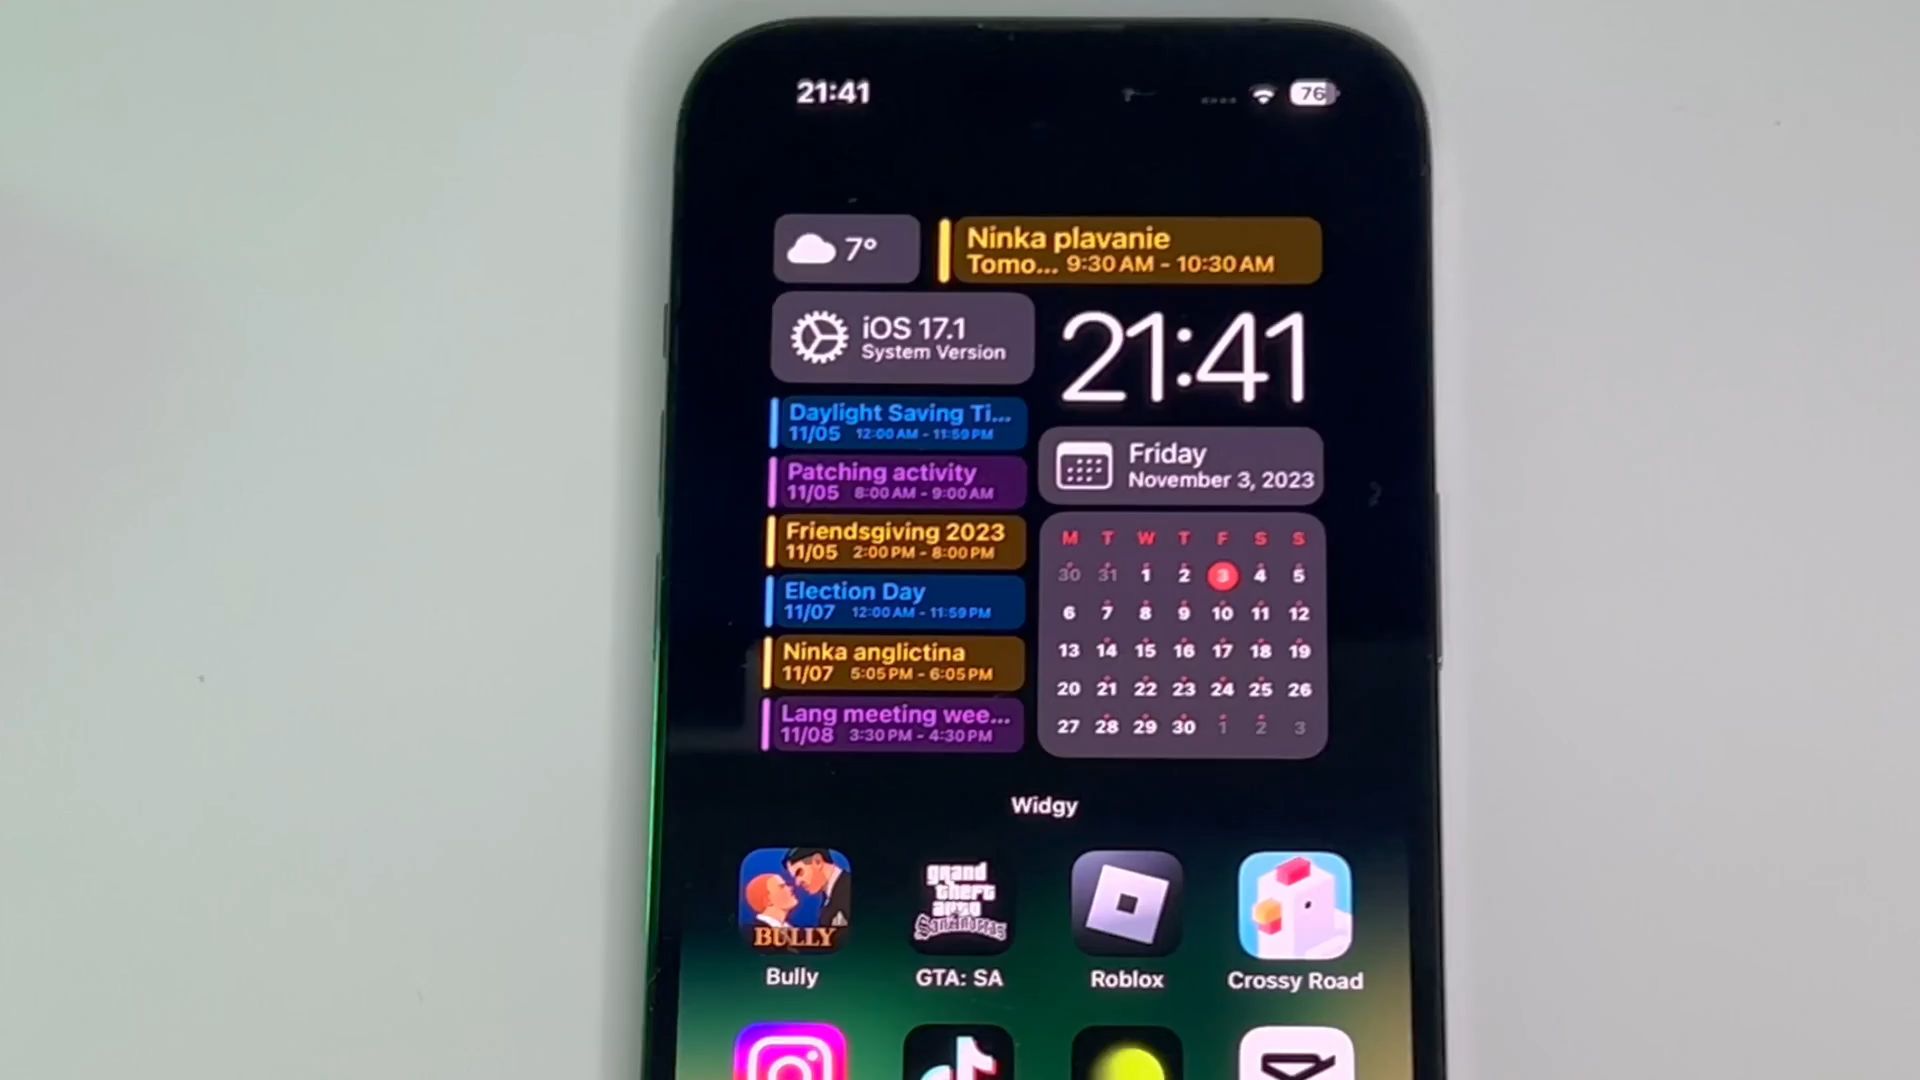 21:41
76
7°
Ninka plavanie
Tomo... 9:30 AM - 10:30 AM
iOS 17.1
System Version
21:41
Daylight Saving Ti...
11/05 12:00 AM - 11:59 PM
Patching activity
11/05 8:00 AM - 9:00 AM
Friendsgiving 2023
11/05 2:00 PM - 8:00 PM
Election Day
11/07 12:00 AM - 11:59 PM
Ninka anglictina
11/07 5:05 PM - 6:05 PM
Lang meeting wee...
11/08 3:30 PM - 4:30 PM
Friday
November 3, 2023
M T W T F S S
30 31 1 2 3 4 5
6 7 8 9 10 11 12
13 14 15 16 17 18 19
20 21 22 23 24 25 26
27 28 29 30 1 2 3
Widgy
BULLY
grand
theft
auto
San Andreas
Bully
GTA: SA
Roblox
Crossy Road